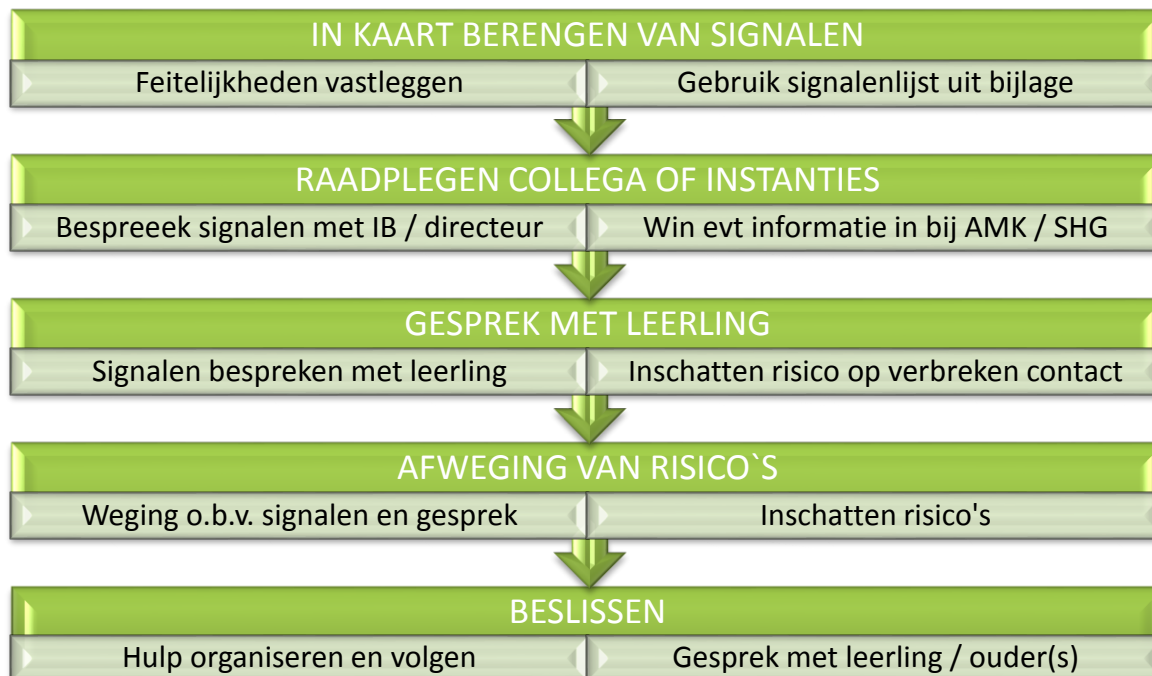 IN KAART BERENGEN VAN SIGNALEN
Feitelijkheden vastleggen
Gebruik signalenlijst uit bijlage
RAADPLEGEN COLLEGA OF INSTANTIES
Bespreeek signalen met IB / directeur
Win evt informatie in bij AMK / SHG
GESPREK MET LEERLING
Signalen bespreken met leerling
Inschatten risico op verbreken contact
AFWEGING VAN RISICO`S
Weging o.b.v. signalen en gesprek
Inschatten risico's
BESLISSEN
Hulp organiseren en volgen
Gesprek met leerling / ouder(s)